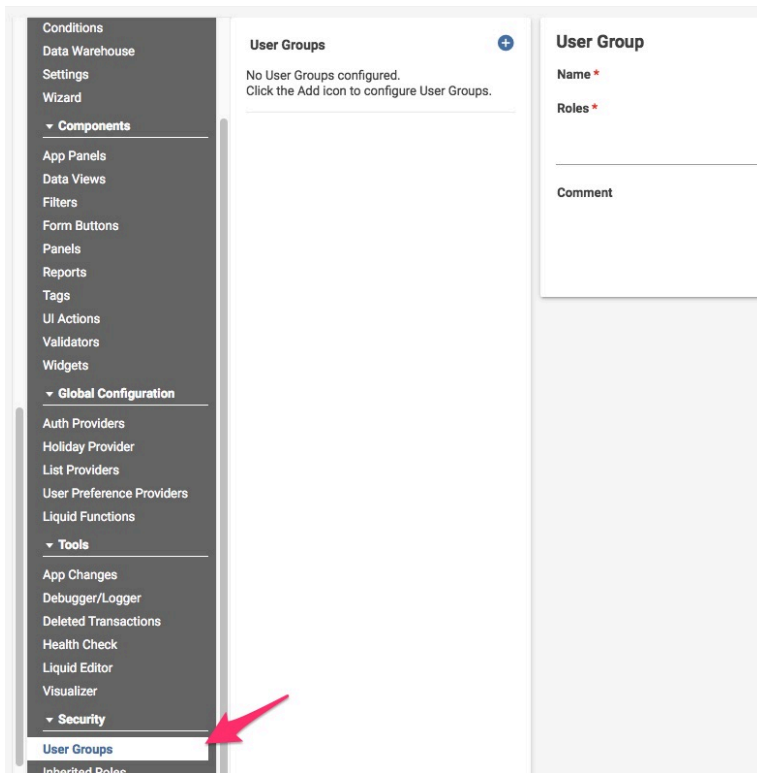 Conditions
Data Warehouse
Settings
Wizard
Components
App Panels
Data Views
Filters
Form Buttons
Panels
Reports
Tags
UI Actions
Validators
Widgets
Global Configuration
Auth Providers
Holiday Provider
List Providers
User Preference Providers
Liquid Functions
Tools
App Changes
Debugger/Logger
Deleted Transactions
Health Check
Liquid Editor
Visualizer
Security
User Groups
Inherited Roles
User Groups
No User Groups configured.
Click the Add icon to configure User Groups.
User Group
Name *
Roles *
Comment